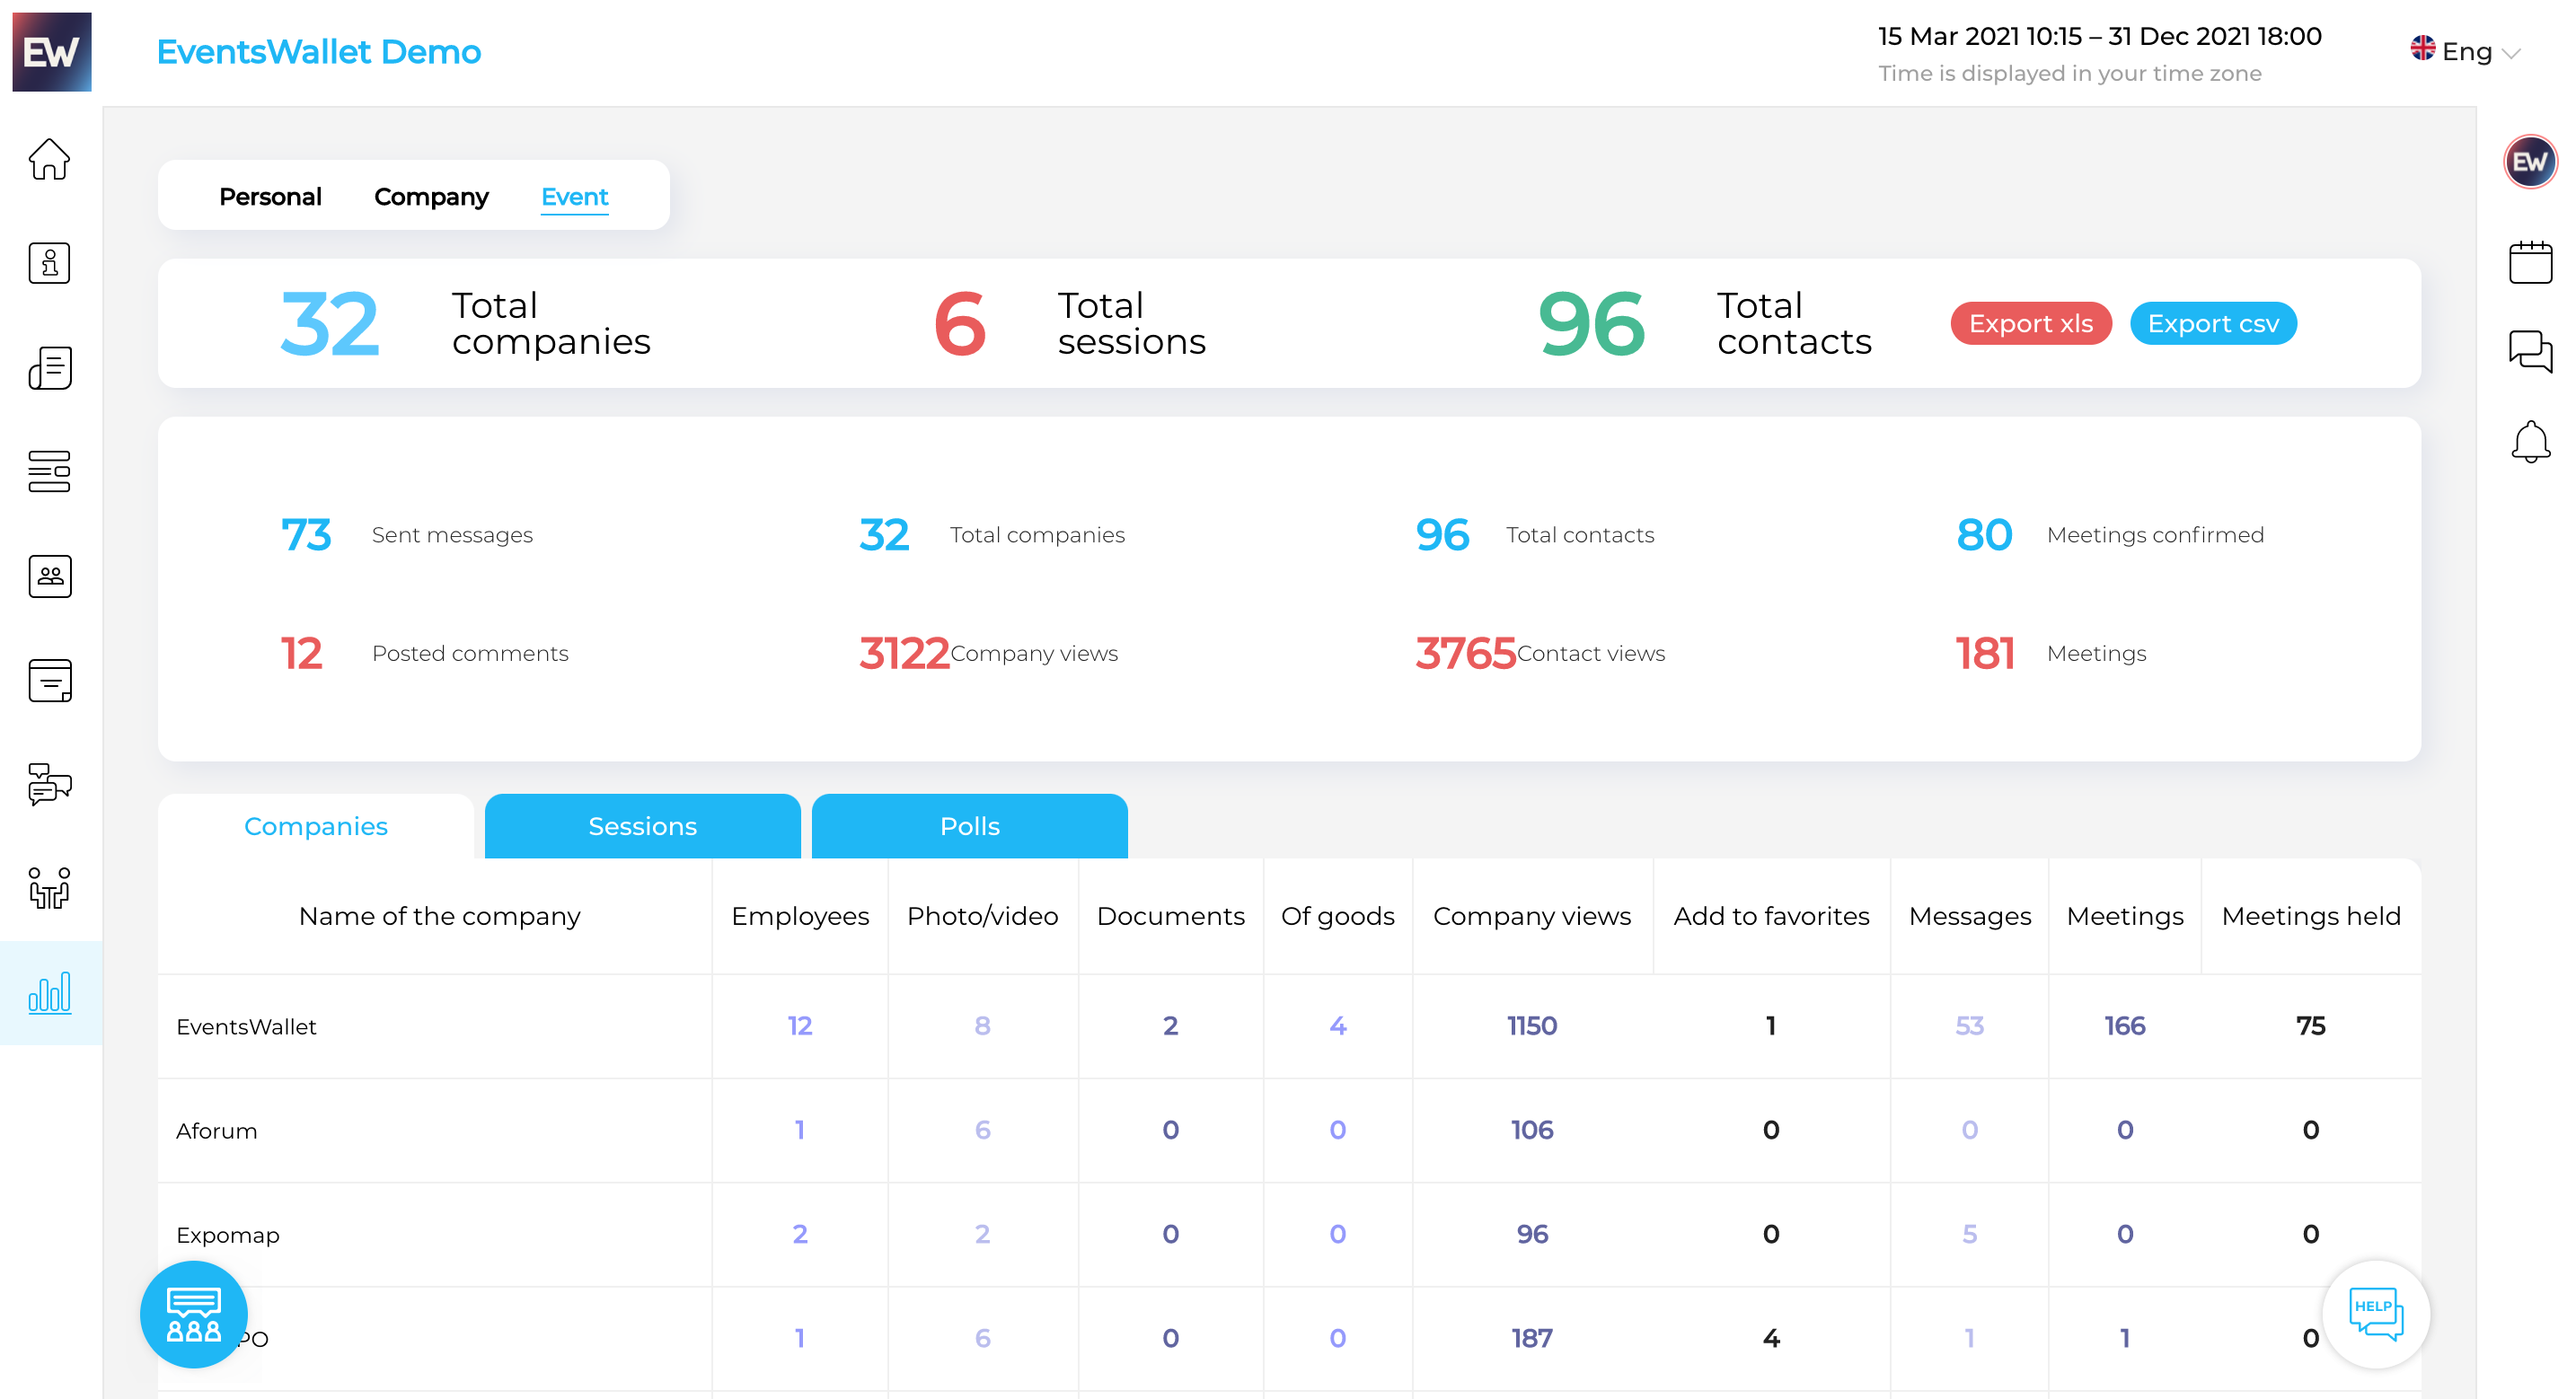 EW
EventsWallet Demo
15 Mar 2021 10:15 – 31 Dec 2021 18:00
Time is displayed in your time zone
Eng
EW
Personal Company Event
32 Total companies
6 Total sessions
96 Total contacts
Export xls Export csv
73 Sent messages
32 Total companies
96 Total contacts
80 Meetings confirmed
12 Posted comments
3122 Company views
3765 Contact views
181 Meetings
Companies Sessions Polls
Name of the company Employees Photo/video Documents Of goods Company views Add to favorites Messages Meetings Meetings held
EventsWallet 12 8 2 4 1150 1 53 166 75
Aforum 1 6 0 0 106 0 0 0 0
Expomap 2 2 0 0 96 0 5 0 0
PO 1 6 0 0 187 4 1 1 0
HELP